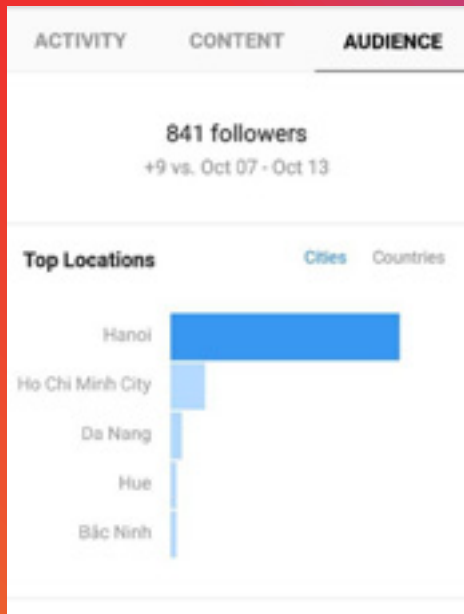 ACTIVITY CONTENT AUDIENCE
841 followers
+9 vs. Oct 07 - Oct 13
Top Locations Cities Countries
Hanoi
Ho Chi Minh City
Da Nang
Hue
Bắc Ninh